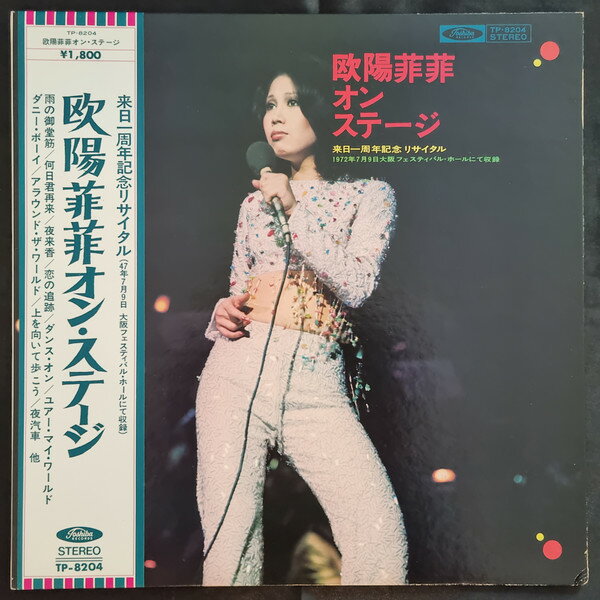 TP-8204
欧陽菲菲オン・ステージ
¥1,800
来日一周年記念リサイタル(47年7月9日 大阪フェスティバル・ホールにて収録)
欧陽菲菲オン・ステージ
雨の御堂筋/何日君再来/夜来香/恋の追跡/ダンス・オン/ユアー・マイ・ワールド
ダニー・ボーイ/アラウンド・ザ・ワールド/上を向いて歩こう/夜汽車 他
Toshiba
RECORDS
STEREO
TP-8204
Toshiba
RECORDS
TP-8204
STEREO
欧陽菲菲
オン
ステージ
来日一周年記念リサイタル
1972年7月9日大阪フェスティバル・ホールにて収録